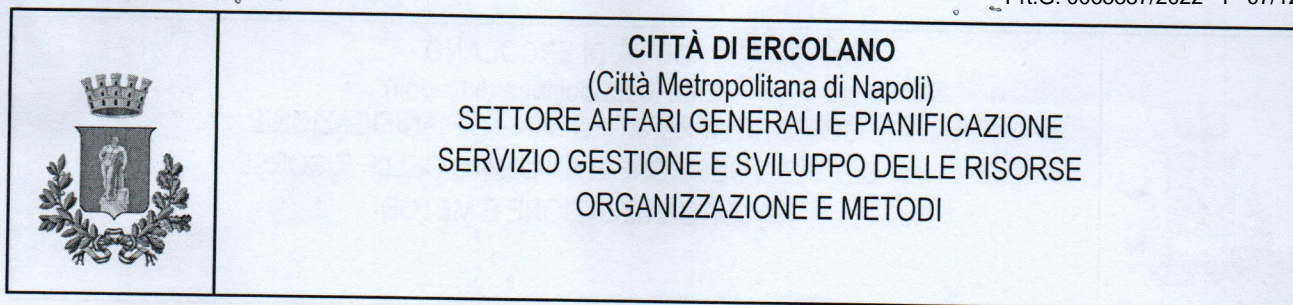 CITTÀ DI ERCOLANO
(Città Metropolitana di Napoli)
SETTORE AFFARI GENERALI E PIANIFICAZIONE
SERVIZIO GESTIONE E SVILUPPO DELLE RISORSE
ORGANIZZAZIONE E METODI